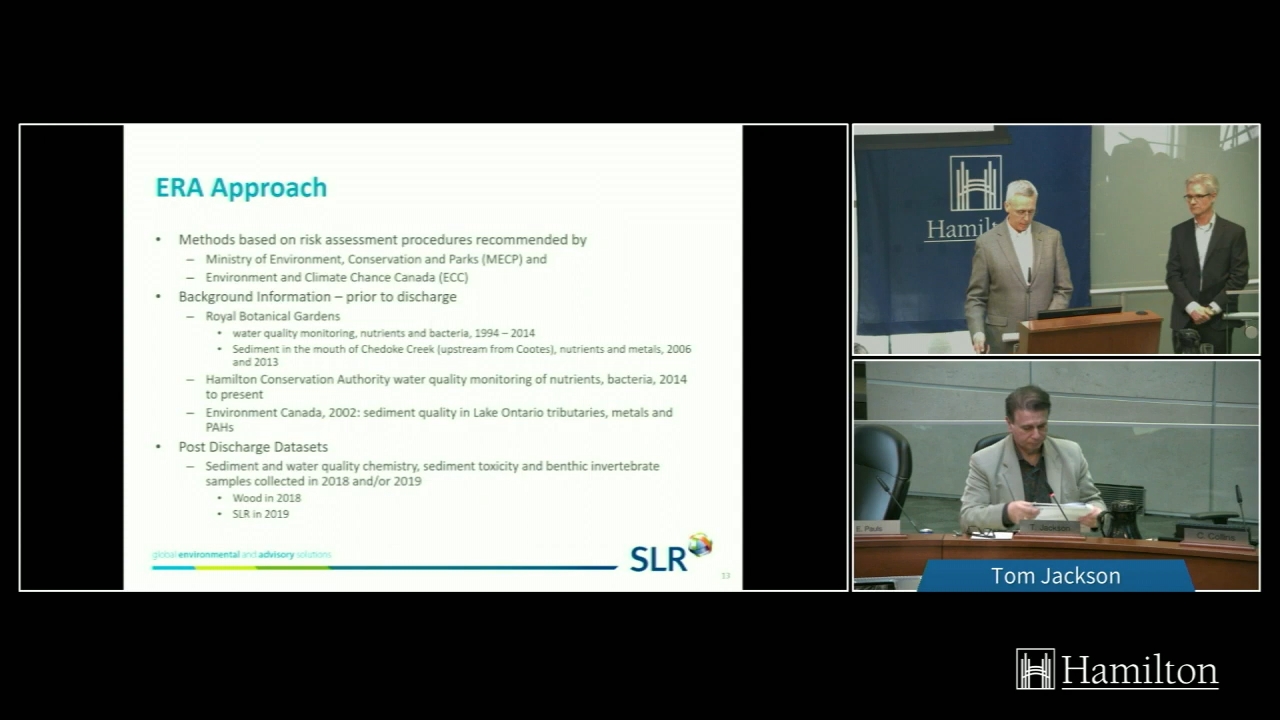 ERA Approach
• Methods based on risk assessment procedures recommended by
– Ministry of Environment, Conservation and Parks (MECP) and
– Environment and Climate Chance Canada (ECC)
• Background Information – prior to discharge
– Royal Botanical Gardens
• water quality monitoring, nutrients and bacteria, 1994 – 2014
• Sediment in the mouth of Chedoke Creek (upstream from Cootes), nutrients and metals, 2006
and 2013
– Hamilton Conservation Authority water quality monitoring of nutrients, bacteria, 2014
to present
– Environment Canada, 2002: sediment quality in Lake Ontario tributaries, metals and
PAHs
• Post Discharge Datasets
– Sediment and water quality chemistry, sediment toxicity and benthic invertebrate
samples collected in 2018 and/or 2019
• Wood in 2018
• SLR in 2019
global environmental and advisory solutions
SLR
13
Hamilton
E. Pauls
T. Jackson
C. Collins
Tom Jackson
Hamilton